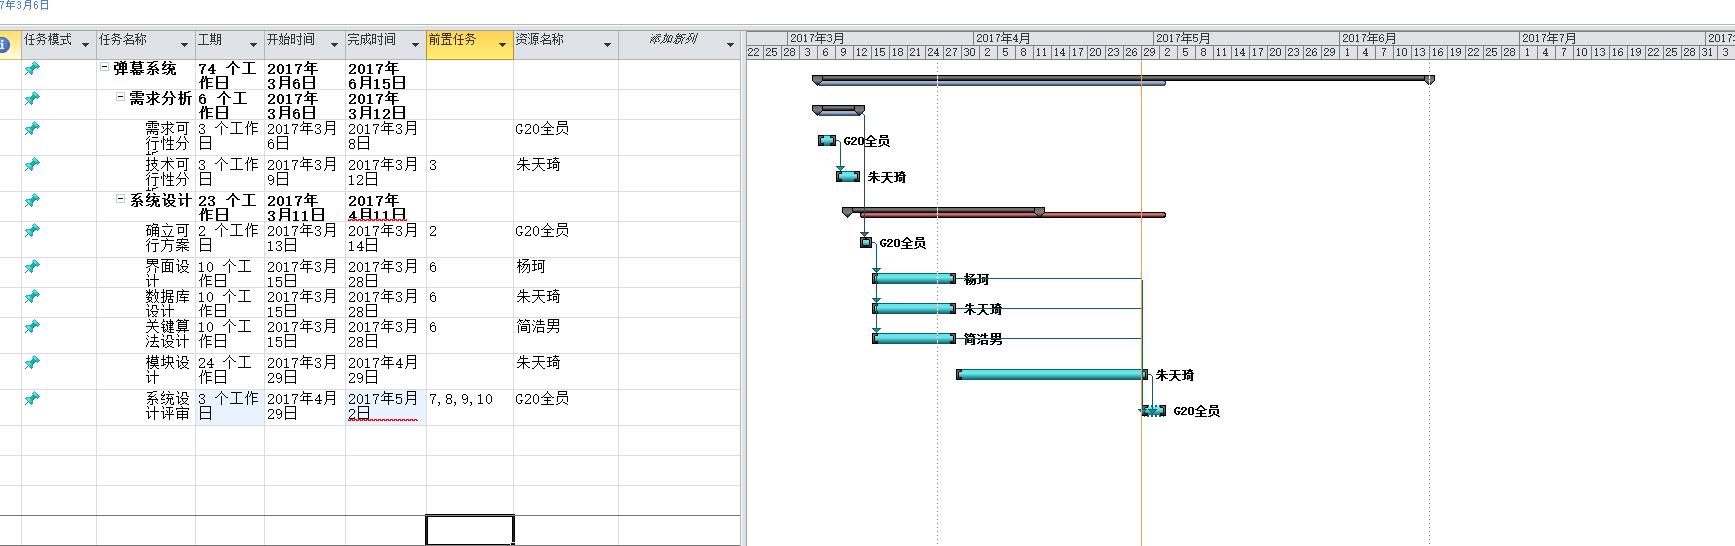 7年3月6日
任务模式 任务名称 工期 开始时间 完成时间 前置任务 资源名称 添加新列
2017年3月 2017年4月 2017年5月 2017年6月 2017年7月 2017年
22 25 28 3 6 9 12 15 18 21 24 27 30 2 5 8 11 14 17 20 23 26 29 2 5 8 11 14 17 20 23 26 29 1 4 7 10 13 16 19 22 25 28 1 4 7 10 13 16 19 22 25 28 31 3
弹幕系统 74 个工作日 2017年3月6日 2017年6月15日
需求分析 6 个工作日 2017年3月6日 2017年3月12日
需求可行性分 3 个工作日 2017年3月6日 2017年3月8日 G20全员
G20全员
技术可行性分 3 个工作日 2017年3月9日 2017年3月12日 3 朱天琦
朱天琦
系统设计 23 个工作日 2017年3月11日 2017年4月11日
确立可行方案 2 个工作日 2017年3月13日 2017年3月14日 2 G20全员
G20全员
界面设计 10 个工作日 2017年3月15日 2017年3月28日 6 杨珂
杨珂
数据库设计 10 个工作日 2017年3月15日 2017年3月28日 6 朱天琦
朱天琦
关键算法设计 10 个工作日 2017年3月15日 2017年3月28日 6 简浩男
简浩男
模块设计 24 个工作日 2017年3月29日 2017年4月29日 朱天琦
朱天琦
系统设计评审 3 个工作日 2017年4月29日 2017年5月2日 7,8,9,10 G20全员
G20全员